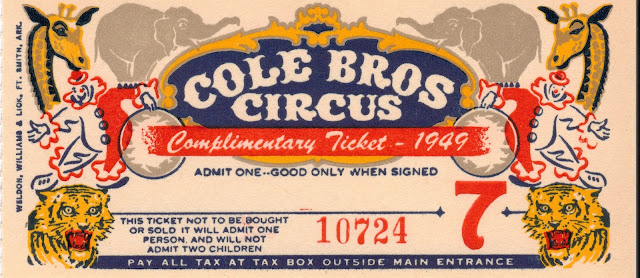 WELDON, WILLIAMS & LICK, FT. SMITH, ARK.
COLE BROS
CIRCUS
Complimentary Ticket - 1949
ADMIT ONE--GOOD ONLY WHEN SIGNED
THIS TICKET NOT TO BE BOUGHT
OR SOLD IT WILL ADMIT ONE
PERSON, AND WILL NOT
ADMIT TWO CHILDREN
10724
7
PAY ALL TAX AT TAX BOX OUTSIDE MAIN ENTRANCE